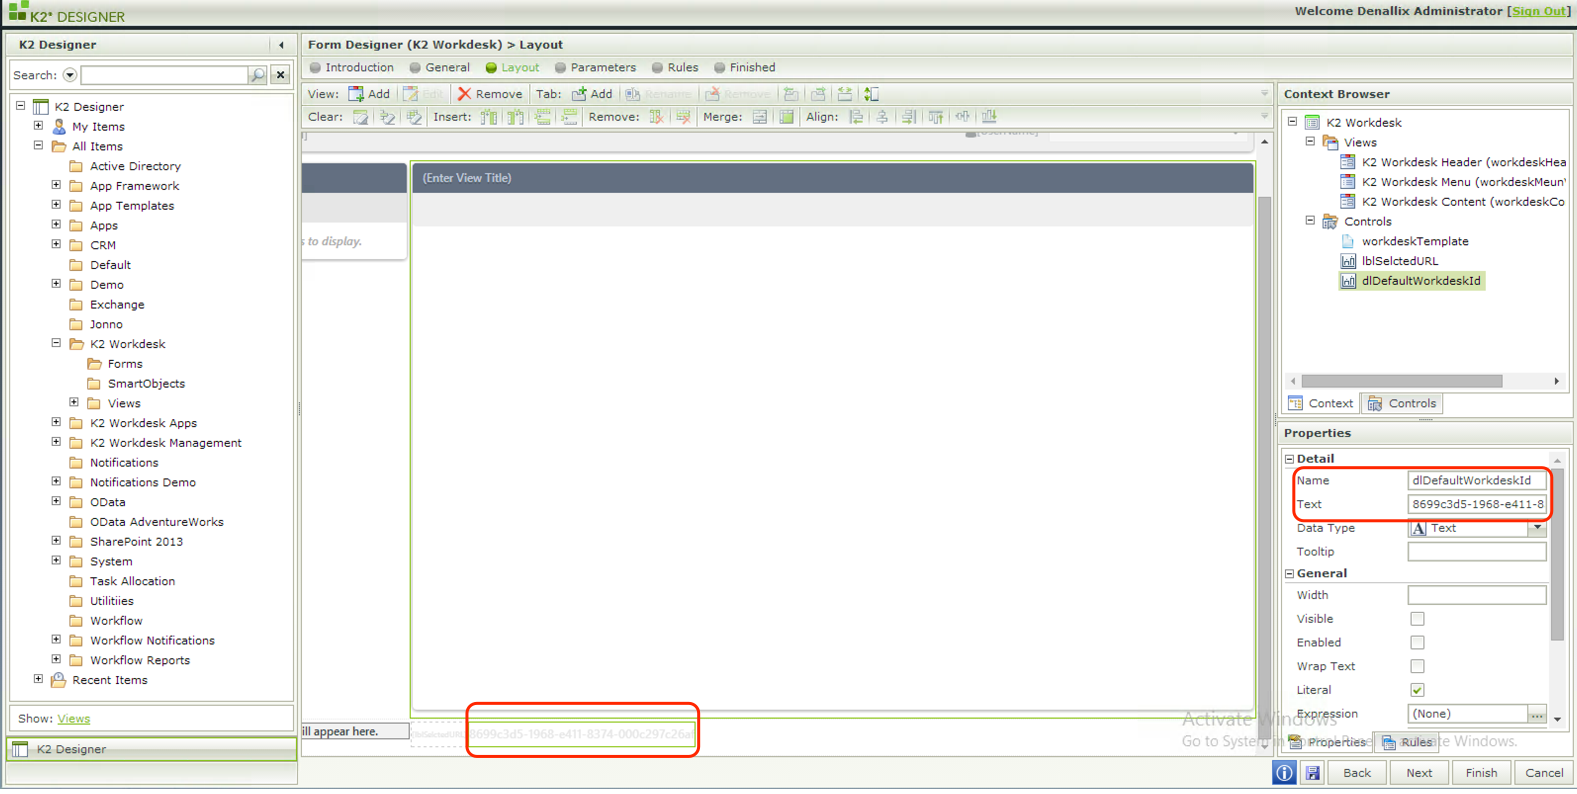 K2* DESIGNER
Welcome Denallix Administrator [Sign Out]
K2 Designer
Search:
K2 Designer
My Items
All Items
Active Directory
App Framework
App Templates
Apps
CRM
Default
Demo
Exchange
Jonno
K2 Workdesk
Forms
SmartObjects
Views
K2 Workdesk Apps
K2 Workdesk Management
Notifications
Notifications Demo
OData
OData AdventureWorks
SharePoint 2013
System
Task Allocation
Utilitiies
Workflow
Workflow Notifications
Workflow Reports
Recent Items
Show: Views
K2 Designer
Form Designer (K2 Workdesk) > Layout
Introduction General Layout Parameters Rules Finished
View: Add Edit Remove Tab: Add Rename Remove
Clear: Insert: Remove: Merge: Align:
[UserName]
(Enter View Title)
s to display.
ill appear here.
8699c3d5-1968-e411-8374-000c297c26a
Context Browser
K2 Workdesk
Views
K2 Workdesk Header (workdeskHea
K2 Workdesk Menu (workdeskMeun
K2 Workdesk Content (workdeskCo
Controls
workdeskTemplate
lblSelctedURL
dlDefaultWorkdeskId
Context Controls
Properties
Detail
Name dlDefaultWorkdeskId
Text 8699c3d5-1968-e411-8
Data Type A Text
Tooltip
General
Width
Visible
Enabled
Wrap Text
Literal
Expression (None) ...
Properties Rules
Activate Windows
Go to System in Control Panel to activate Windows.
Back Next Finish Cancel